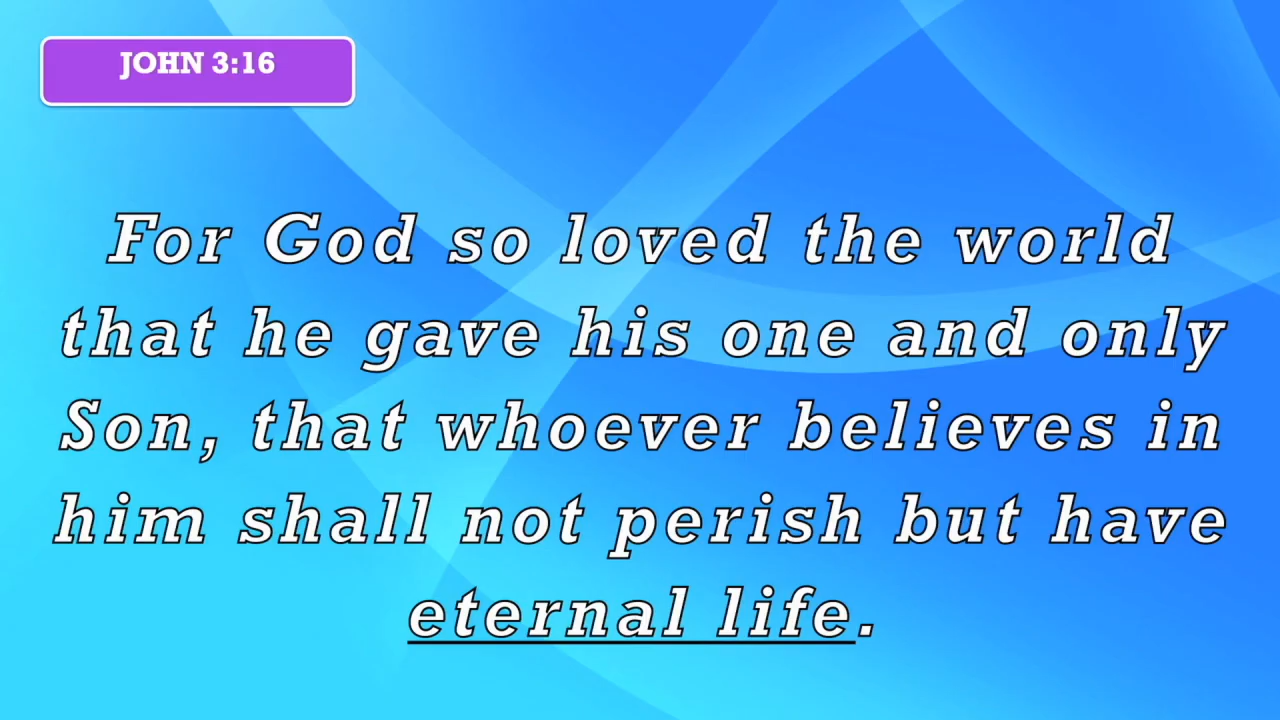 JOHN 3:16
For God so loved the world
that he gave his one and only
Son, that whoever believes in
him shall not perish but have
eternal life.